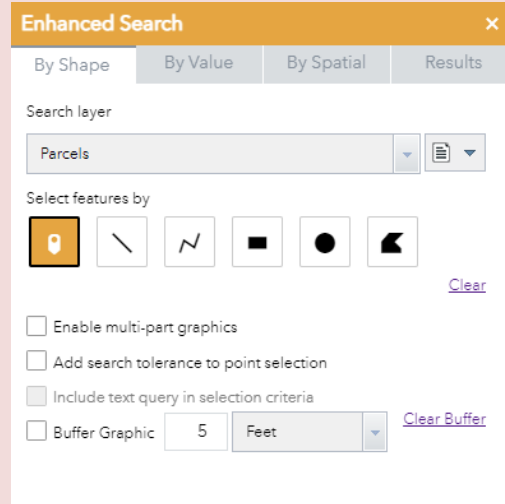 Enhanced Search ×
By Shape By Value By Spatial Results
Search layer
Parcels
Select features by
Clear
Enable multi-part graphics
Add search tolerance to point selection
Include text query in selection criteria
Buffer Graphic 5 Feet Clear Buffer